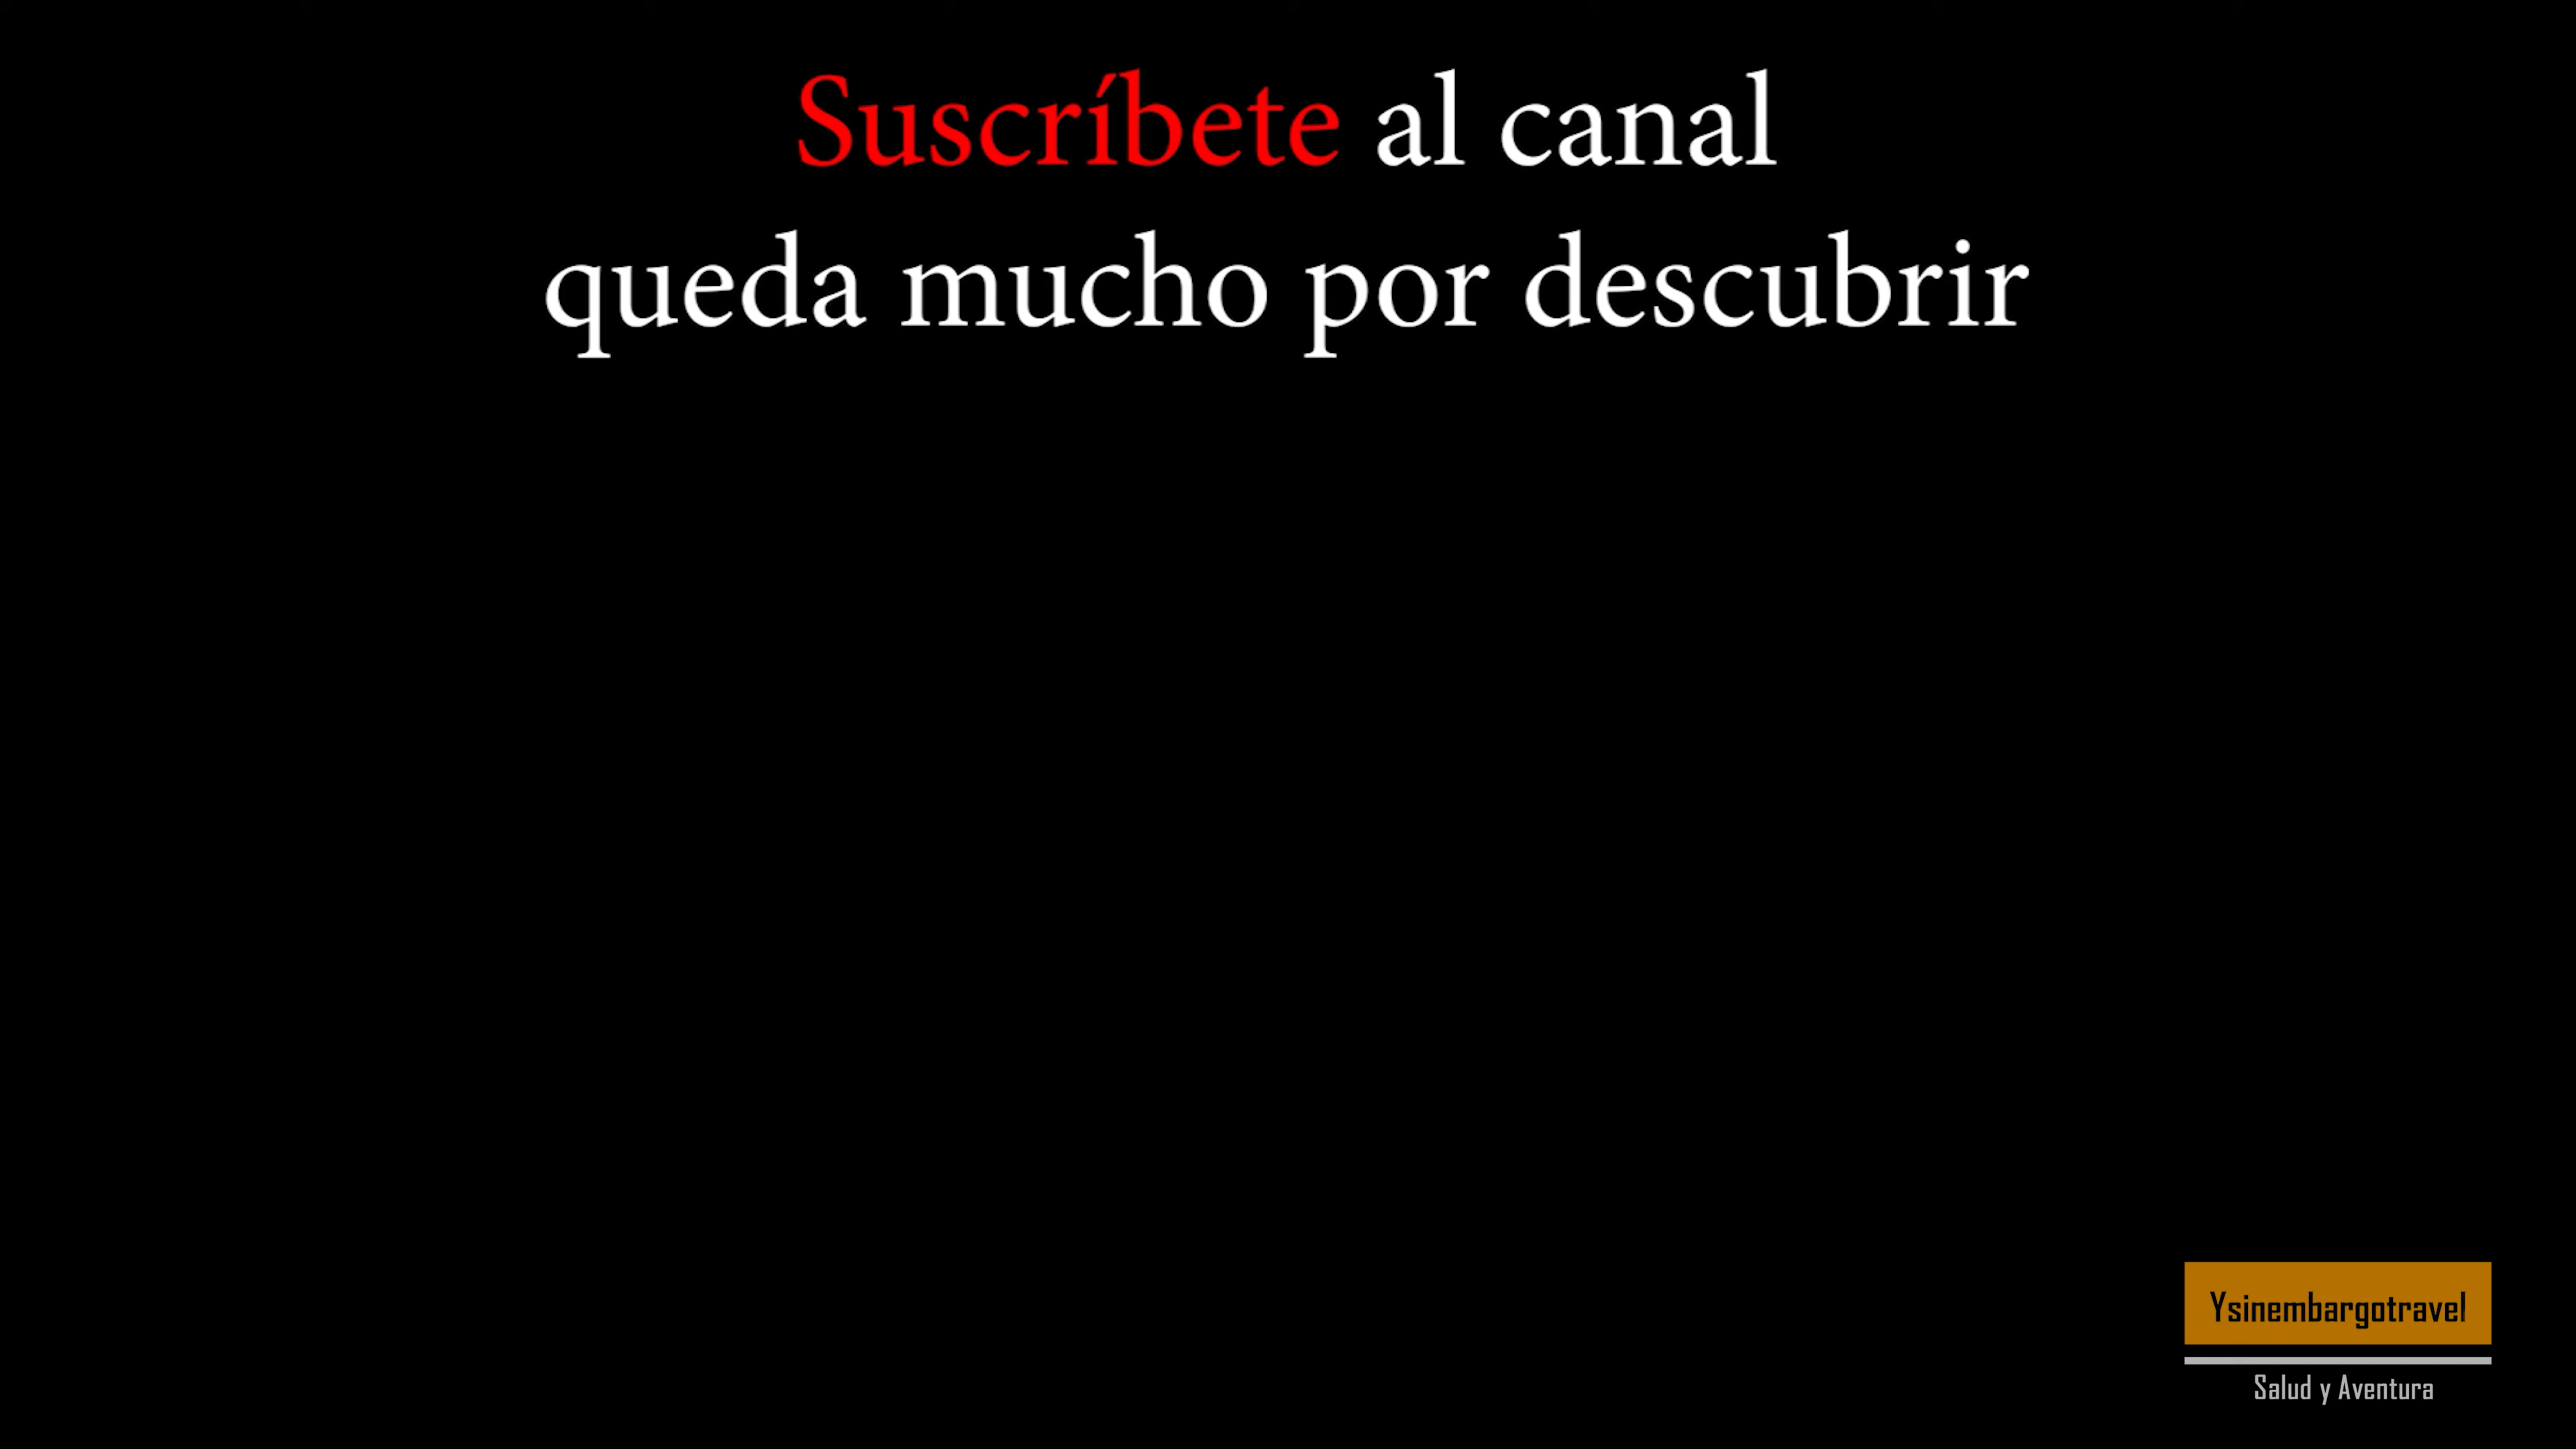 Suscríbete al canal
queda mucho por descubrir
Ysinembargotravel
Salud y Aventura